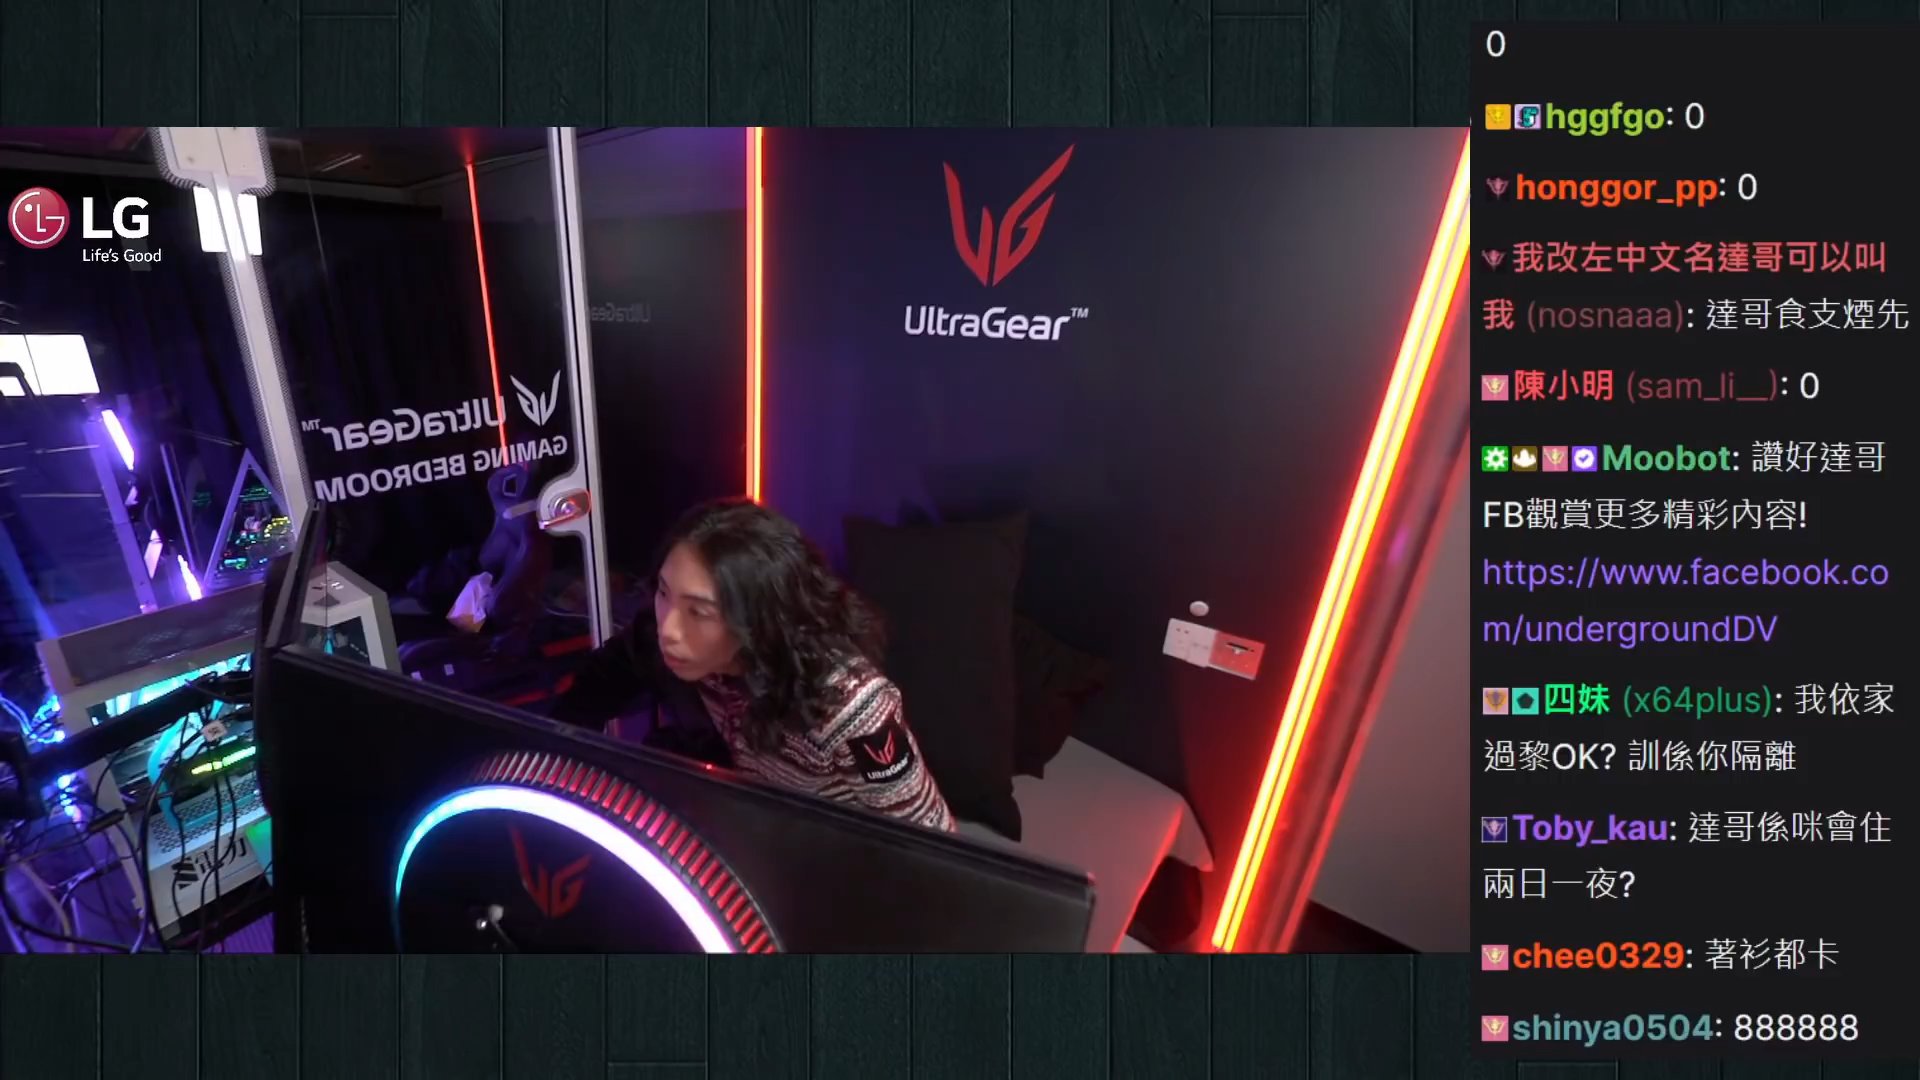 LG
Life's Good
UltraGear™
UltraGear™
GAMING BEDROOM
UltraGear
UltraGear
0
hggfgo: 0
honggor_pp: 0
我改左中文名達哥可以叫
我 (nosnaaa): 達哥食支煙先
陳小明 (sam_li__): 0
Moobot: 讚好達哥
FB觀賞更多精彩內容!
https://www.facebook.co
m/undergroundDV
四妹 (x64plus): 我依家
過黎OK? 訓係你隔離
Toby_kau: 達哥係咪會住
兩日一夜?
chee0329: 著衫都卡
shinya0504: 888888